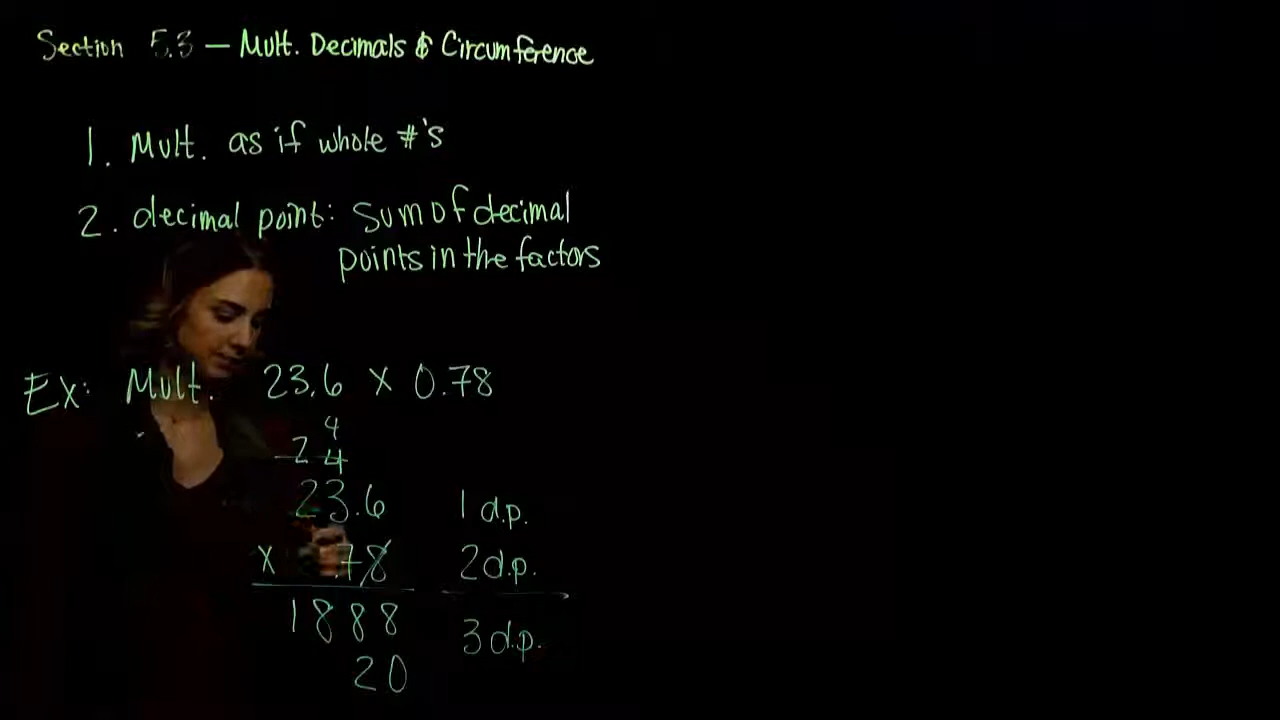 Section 5.3 – Mult. Decimals & Circumference
1. Mult. as if whole #'s
2. decimal point: sum of decimal
points in the factors
Ex: Mult. 23.6 x 0.78
4
2 4
23.6 1 d.p.
x .78 2 d.p.
1888 3 d.p.
20